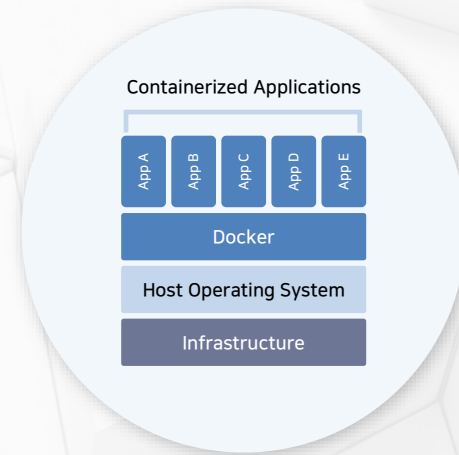 Containerized Applications
App A
App B
App C
App D
App E
Docker
Host Operating System
Infrastructure